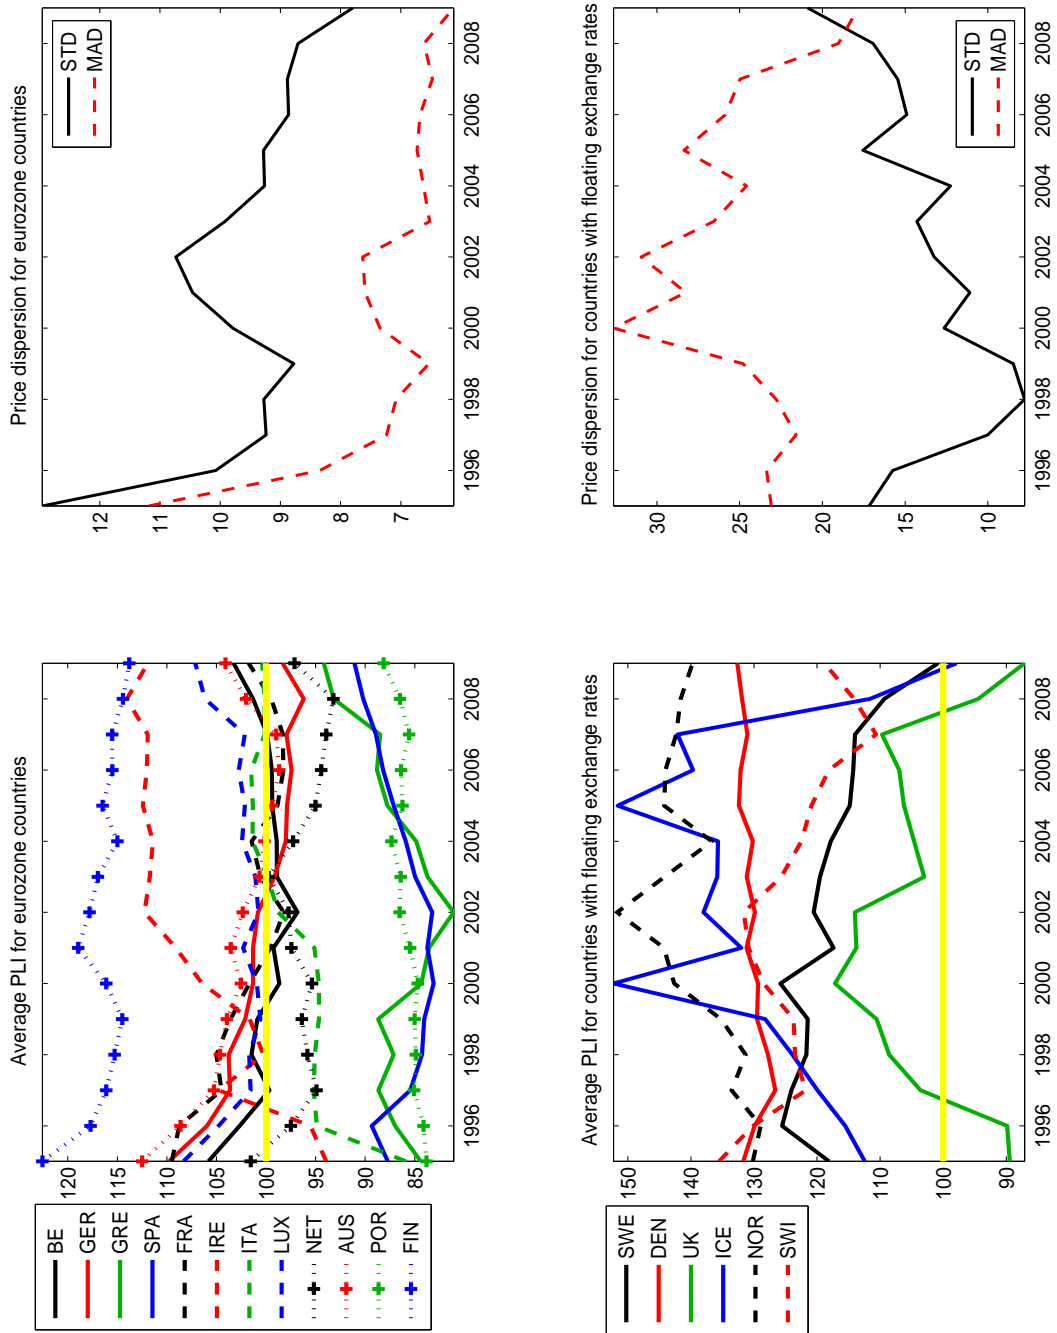 Average PLI for eurozone countries
120
115
110
105
100
95
90
85
1996
1998
2000
2002
2004
2006
2008
BE
GER
GRE
SPA
FRA
IRE
ITA
LUX
NET
AUS
POR
FIN
Price dispersion for eurozone countries
12
11
10
9
8
7
1996
1998
2000
2002
2004
2006
2008
STD
MAD
Average PLI for countries with floating exchange rates
150
140
130
120
110
100
90
1996
1998
2000
2002
2004
2006
2008
SWE
DEN
UK
ICE
NOR
SWI
Price dispersion for countries with floating exchange rates
30
25
20
15
10
1996
1998
2000
2002
2004
2006
2008
STD
MAD